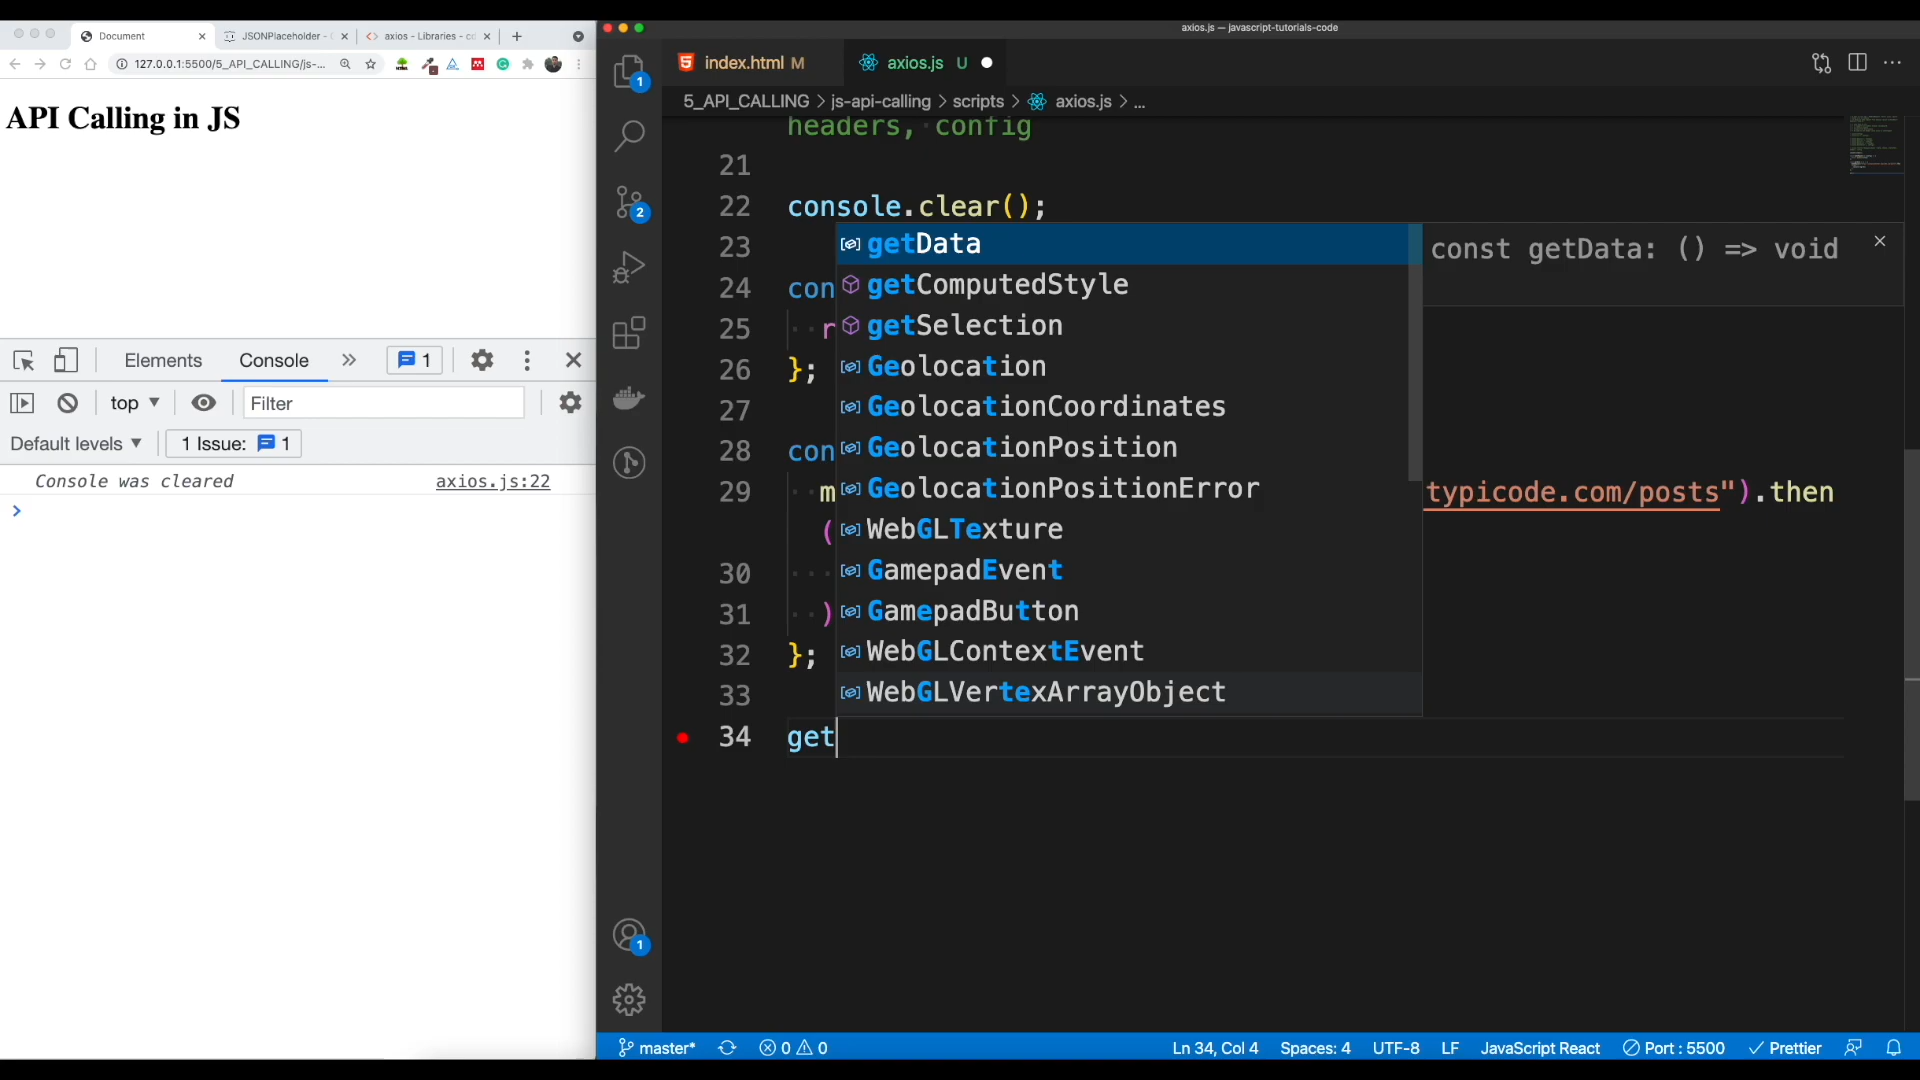 axios.js — javascript-tutorials-code
Document
JSONPlaceholder -
axios - Libraries - cd
127.0.0.1:5500/5_API_CALLING/js-...
API Calling in JS
Elements
Console
1
top
Filter
Default levels
1 Issue:
1
Console was cleared
axios.js:22
index.html M
axios.js U
5_API_CALLING > js-api-calling > scripts > axios.js > ...
headers, config
21
22 console.clear();
23
24 con
25 r
26 };
27
28 con
29 m
typicode.com/posts").then
(
30
31 )
32 };
33
34 get
getData
const getData: () => void
getComputedStyle
getSelection
Geolocation
GeolocationCoordinates
GeolocationPosition
GeolocationPositionError
WebGLTexture
GamepadEvent
GamepadButton
WebGLContextEvent
WebGLVertexArrayObject
1
2
1
master*
0 0
Ln 34, Col 4
Spaces: 4
UTF-8
LF
JavaScript React
Port : 5500
Prettier